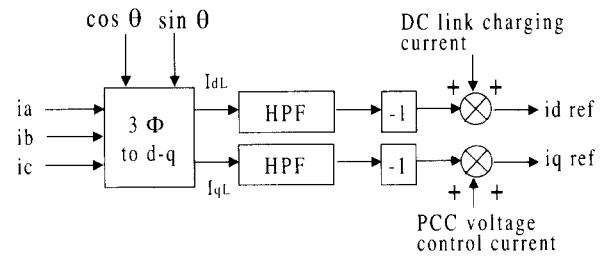 cos θ sin θ
DC link charging
current
IdL
+ +
ia
ib
ic
3 Φ
to d-q
HPF
-1
id ref
HPF
-1
iq ref
IqL
+ +
PCC voltage
control current